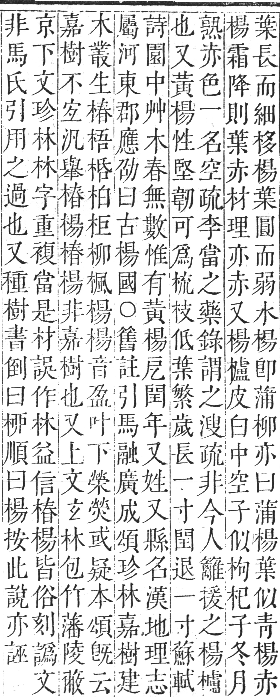 葉長而細栘楊葉圓而弱水楊卽蒲柳亦曰蒲楊葉似靑楊
楊霜降則葉赤材理亦赤又楊櫨皮白中空子似枸杞子冬月
熟亦色一名空疏李當之藥錄謂之溲疏非今人籬援之楊櫨
也又黃楊性堅韌可爲梳枝低葉繁歲長一寸閏退一寸蘇軾
詩園中艸木春無數惟有黃楊戹閏年又姓又縣名漢地理志
屬河東郡應劭曰古楊國○舊註引馬融廣成頌珍林嘉樹建
木叢生椿梧栝柏柜柳楓楊楊音盈叶下榮熒或疑本頌旣云
嘉樹不宐汎舉椿楊椿楊非嘉樹也又上文玄林包竹藩陵蔽
京下文珍林林字重複當是材誤作林益信椿楊皆俗刻譌文
非馬氏引用之過也又種樹書倒曰桺順曰楊按此說亦誣